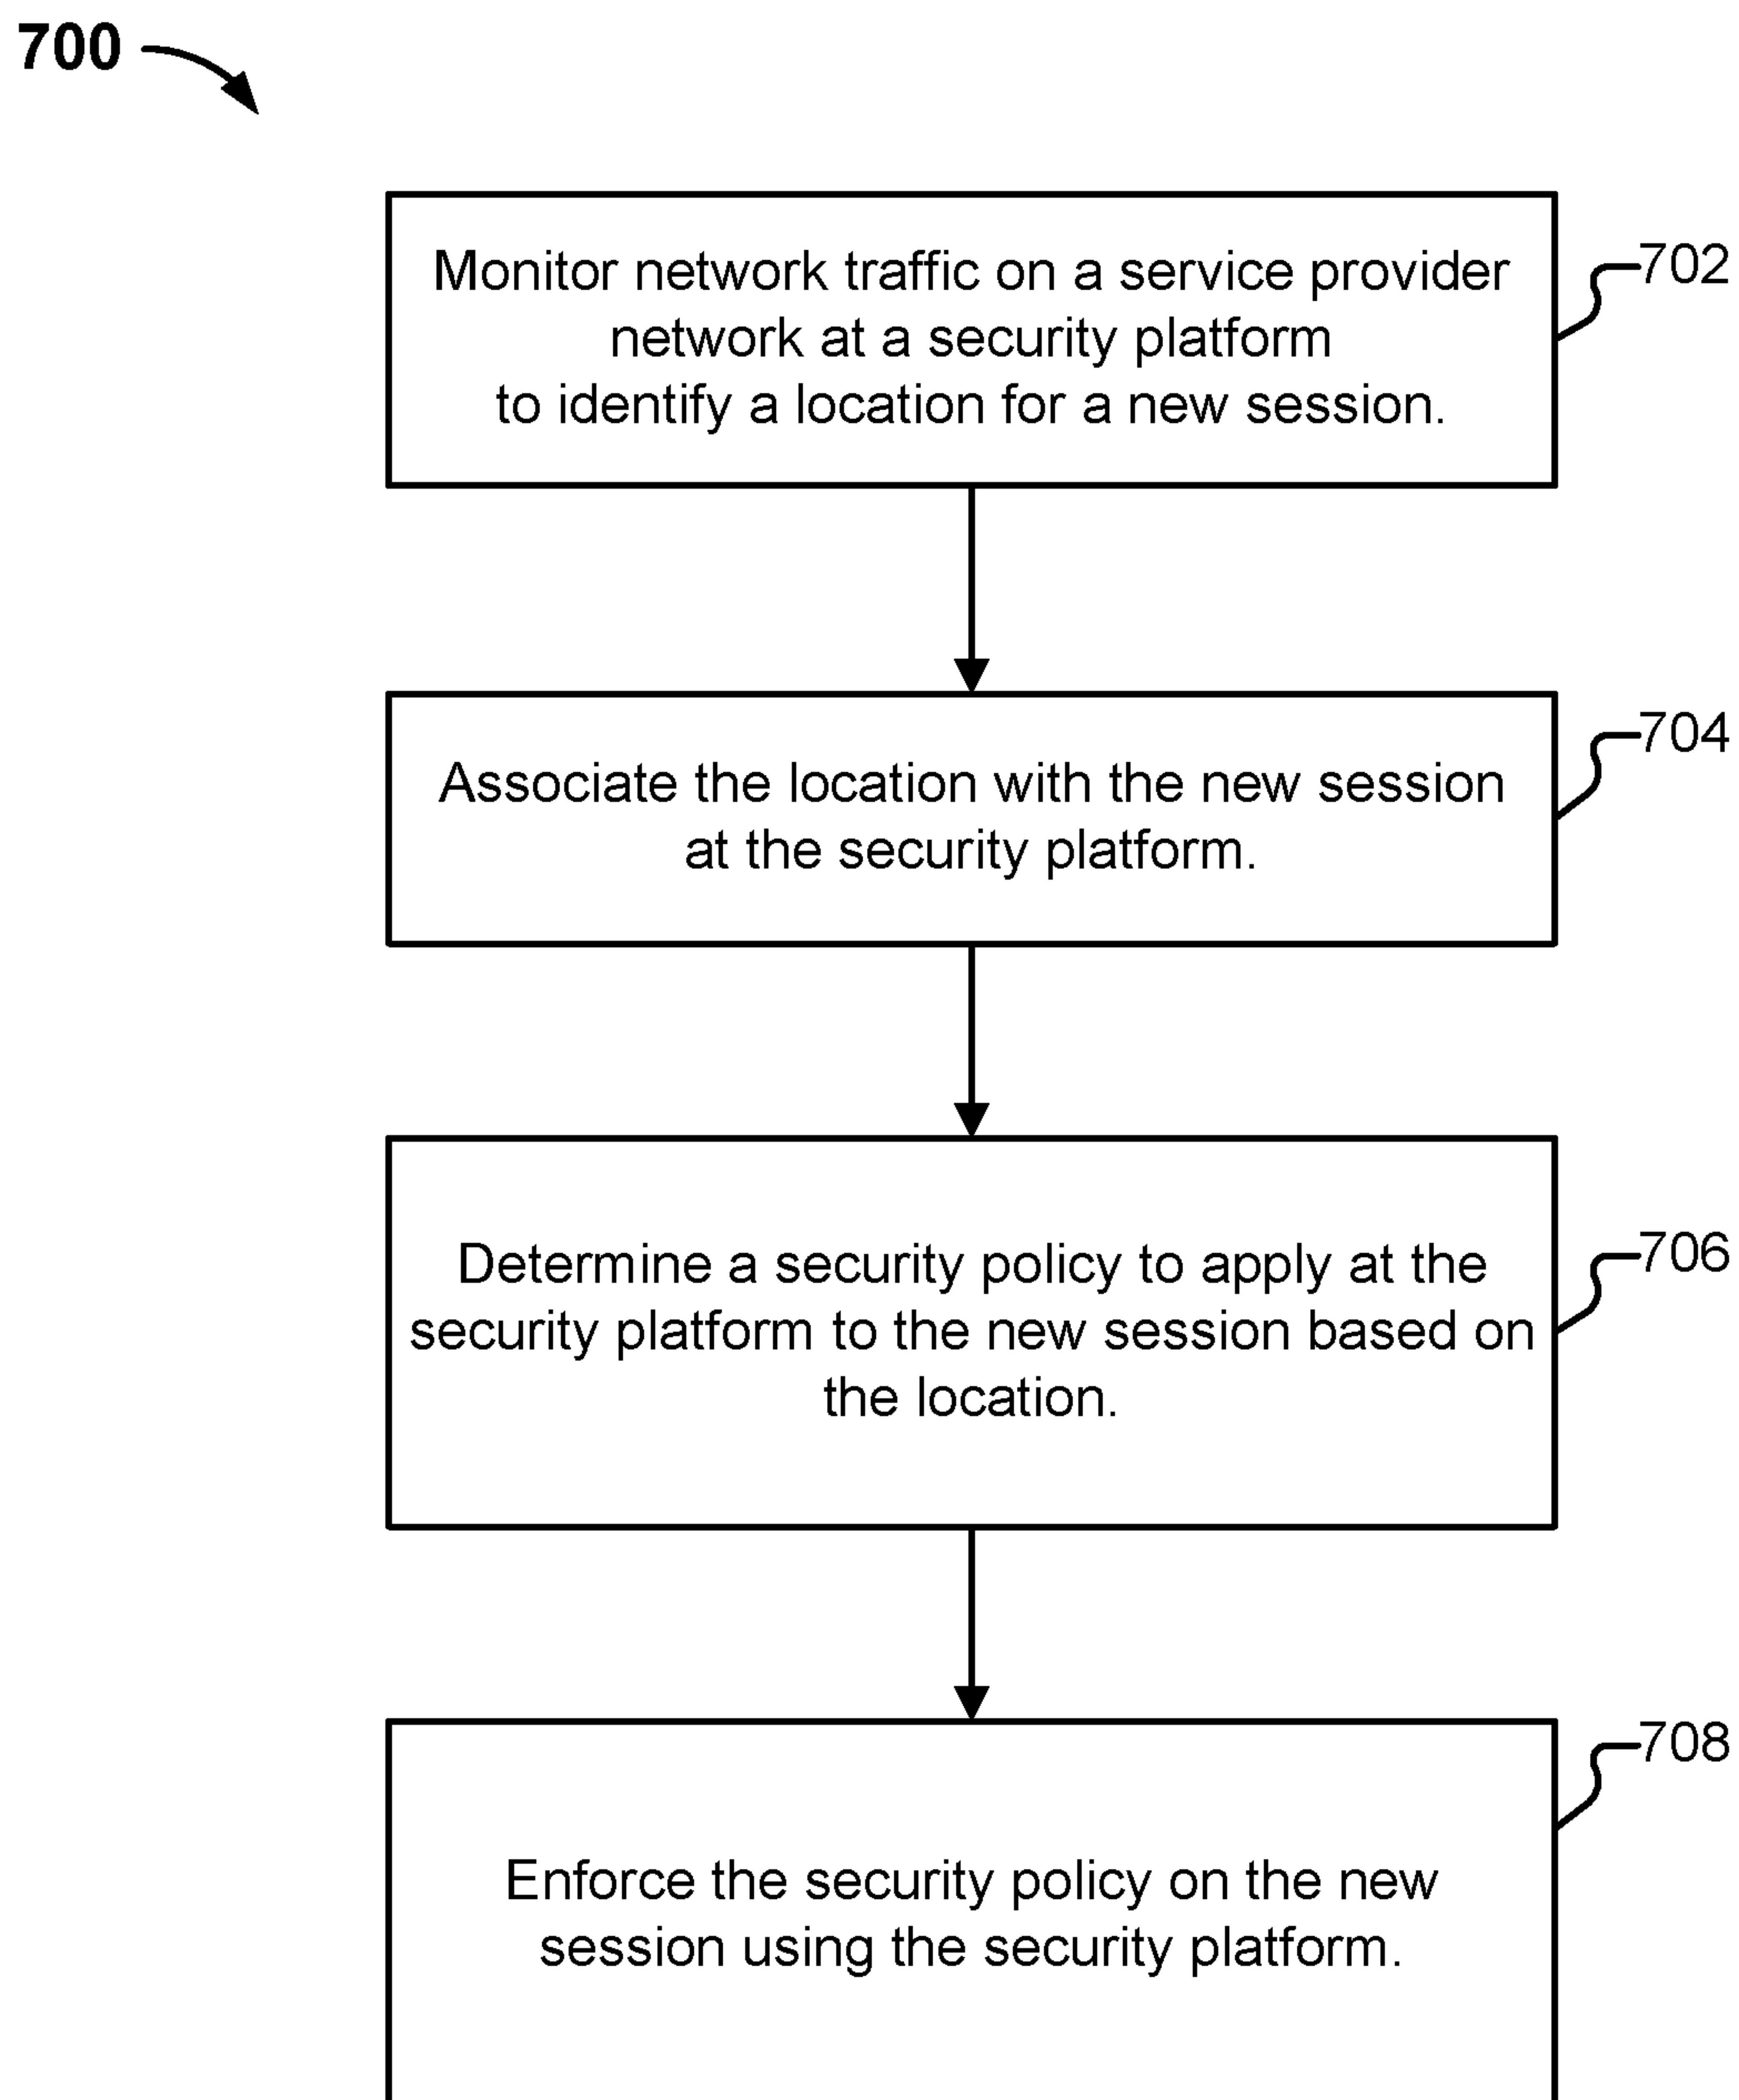 700
Monitor network traffic on a service provider
network at a security platform
to identify a location for a new session.
702
Associate the location with the new session
at the security platform.
704
Determine a security policy to apply at the
security platform to the new session based on
the location.
706
Enforce the security policy on the new
session using the security platform.
708